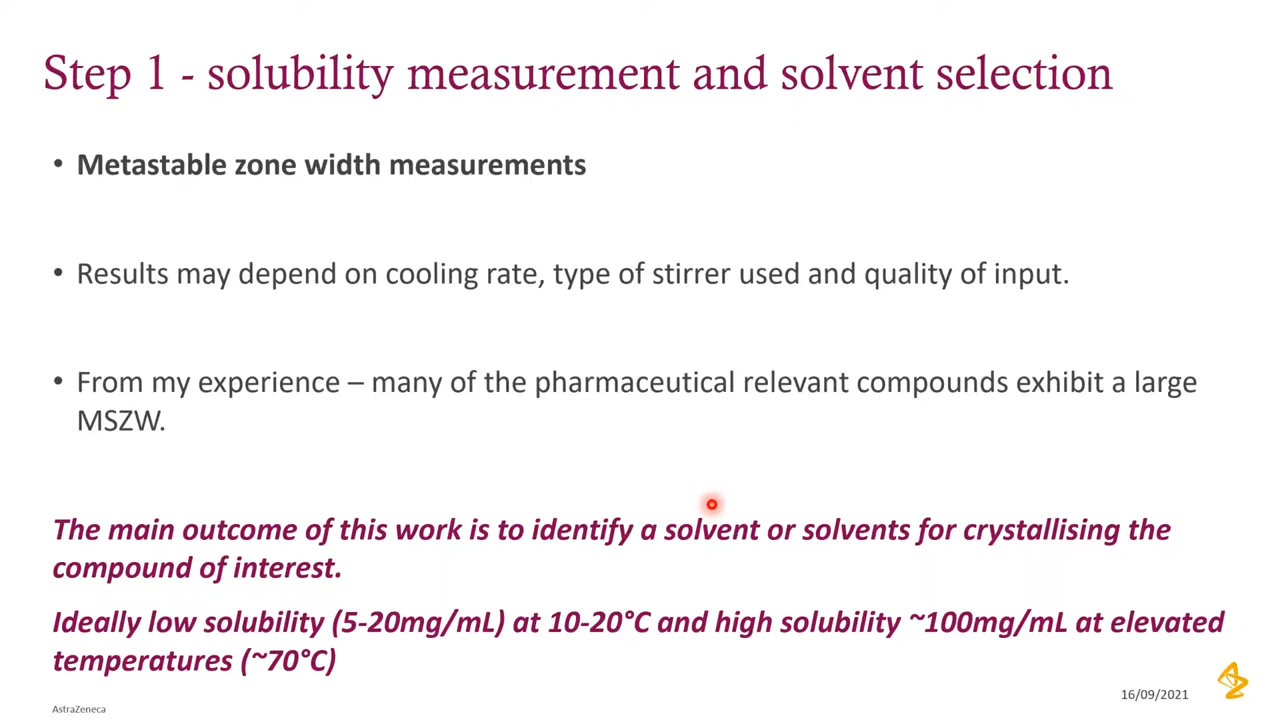 Step 1 - solubility measurement and solvent selection
• Metastable zone width measurements
• Results may depend on cooling rate, type of stirrer used and quality of input.
• From my experience – many of the pharmaceutical relevant compounds exhibit a large
MSZW.
The main outcome of this work is to identify a solvent or solvents for crystallising the
compound of interest.
Ideally low solubility (5-20mg/mL) at 10-20°C and high solubility ~100mg/mL at elevated
temperatures (~70°C)
16/09/2021
AstraZeneca